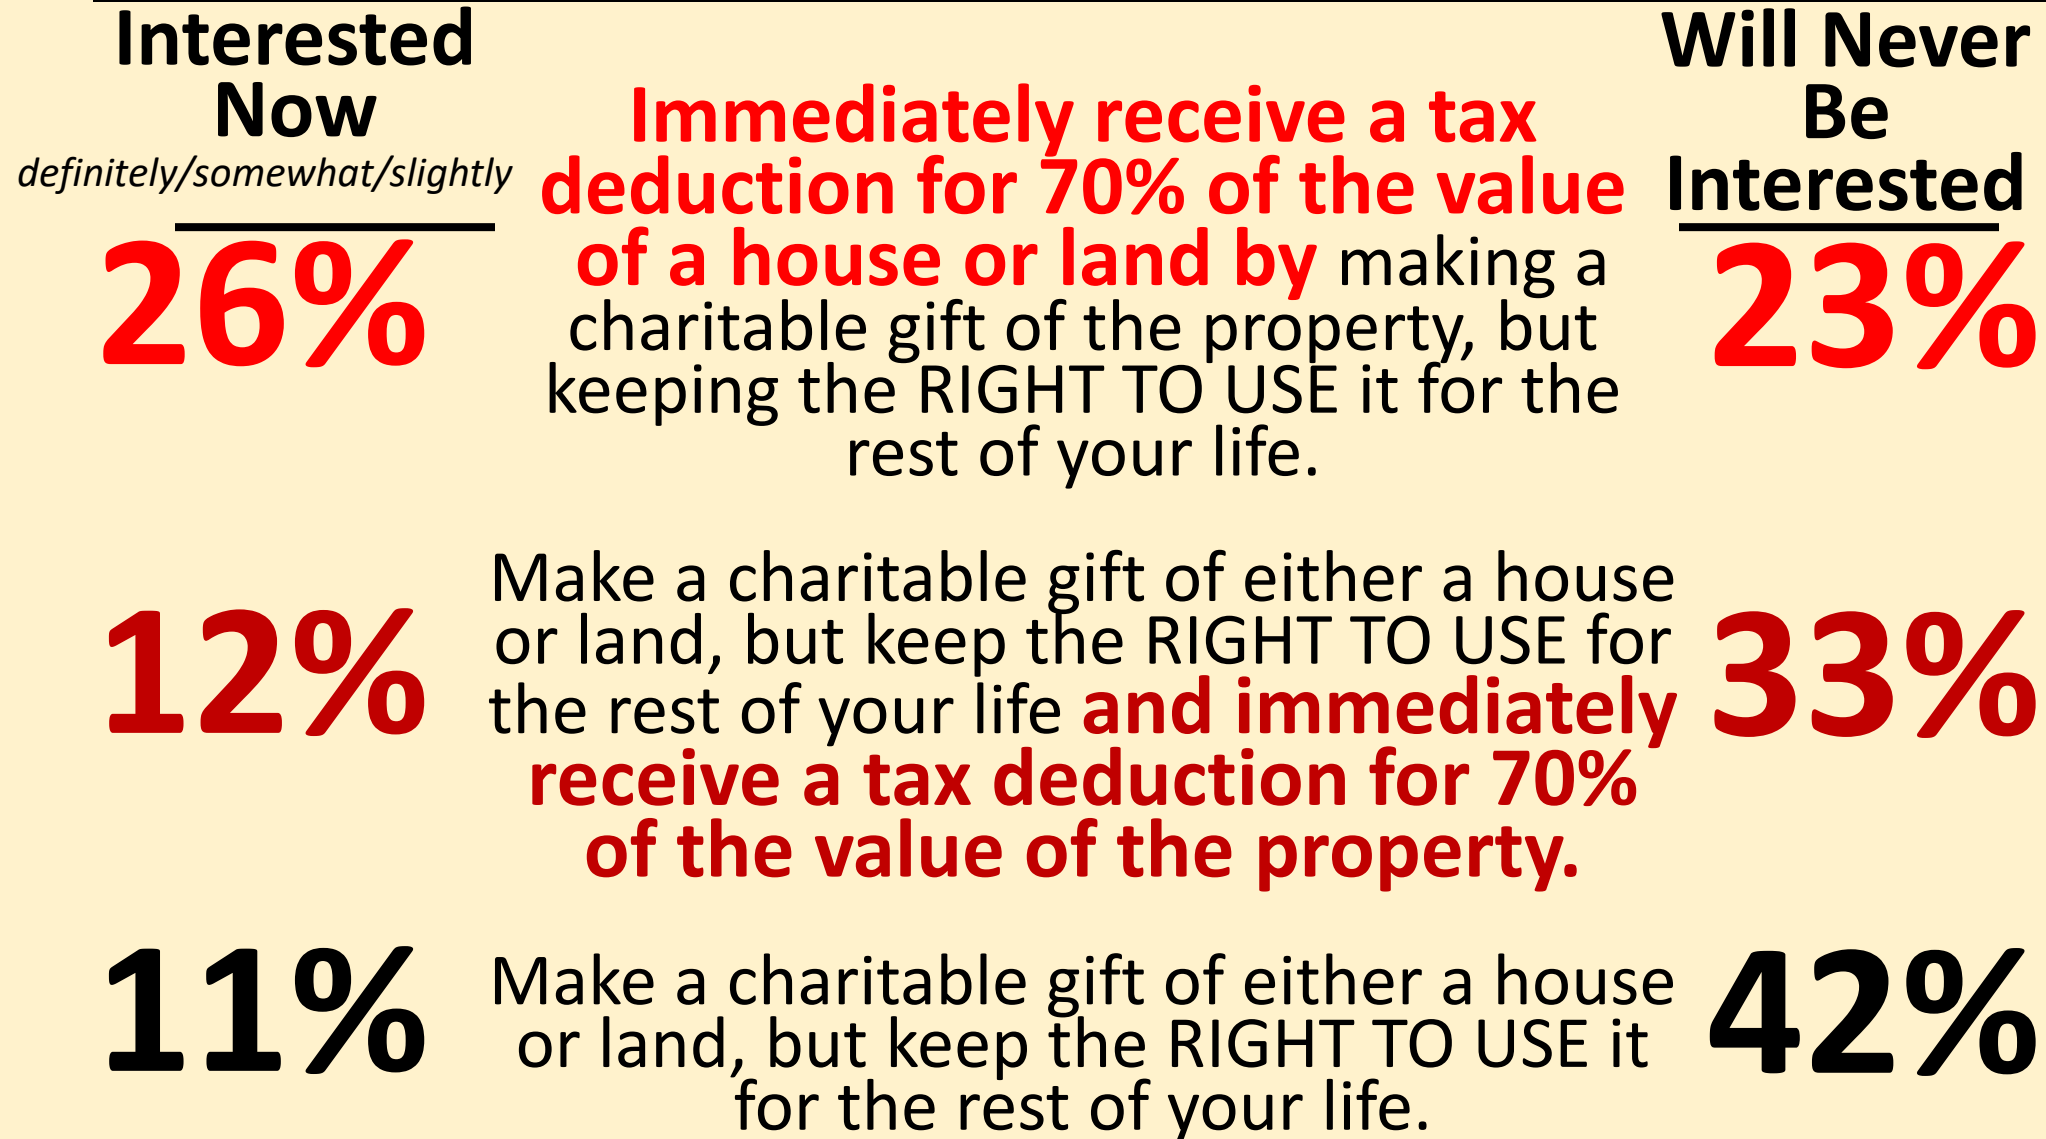 Interested
Now
definitely/somewhat/slightly
26%
Immediately receive a tax
deduction for 70% of the value
of a house or land by making a
charitable gift of the property, but
keeping the RIGHT TO USE it for the
rest of your life.
Will Never
Be
Interested
23%
12%
Make a charitable gift of either a house
or land, but keep the RIGHT TO USE for
the rest of your life and immediately
receive a tax deduction for 70%
of the value of the property.
33%
11%
Make a charitable gift of either a house
or land, but keep the RIGHT TO USE it
for the rest of your life.
42%